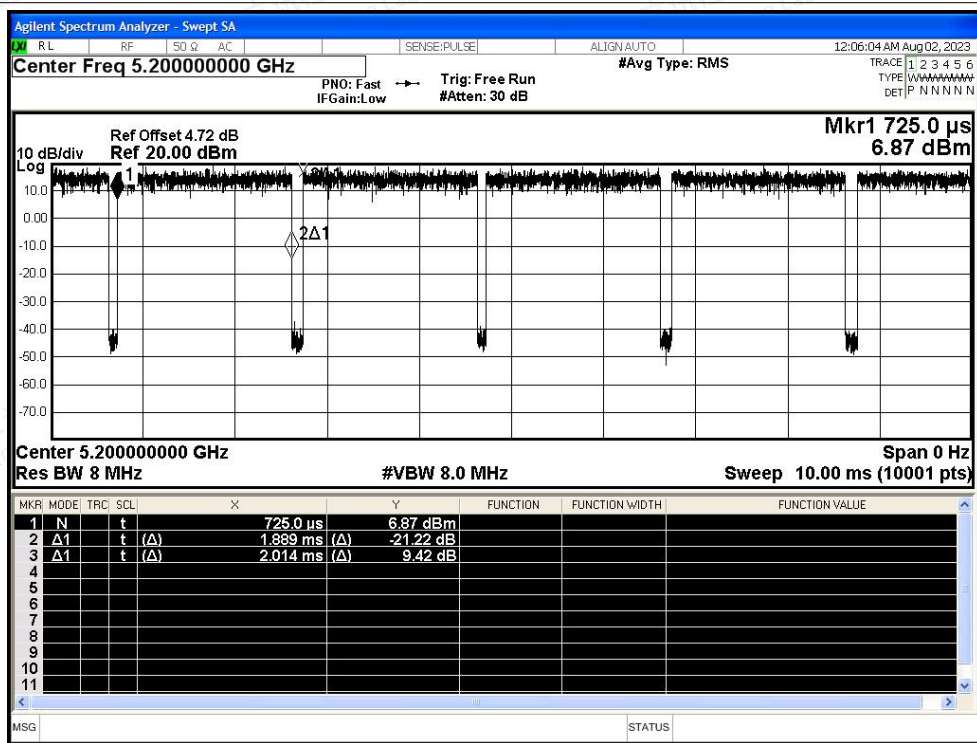 Agilent Spectrum Analyzer - Swept SA
LXI RL RF 50 Ω AC SENSE:PULSE ALIGN AUTO 12:06:04 AM Aug 02, 2023
Center Freq 5.200000000 GHz #Avg Type: RMS TRACE 1 2 3 4 5 6
PNO: Fast Trig: Free Run TYPE WWWWWW
IFGain:Low #Atten: 30 dB DET P N N N N N
Mkr1 725.0 µs
Ref Offset 4.72 dB
10 dB/div Ref 20.00 dBm 6.87 dBm
Log
1
10.0
0.00
2Δ1
-10.0
-20.0
-30.0
-40.0
-50.0
-60.0
-70.0
Center 5.200000000 GHz Span 0 Hz
Res BW 8 MHz #VBW 8.0 MHz Sweep 10.00 ms (10001 pts)
MKR MODE TRC SCL X Y FUNCTION FUNCTION WIDTH FUNCTION VALUE
1 N t 725.0 µs 6.87 dBm
2 Δ1 t (Δ) 1.889 ms (Δ) -21.22 dB
3 Δ1 t (Δ) 2.014 ms (Δ) 9.42 dB
4
5
6
7
8
9
10
11
MSG STATUS